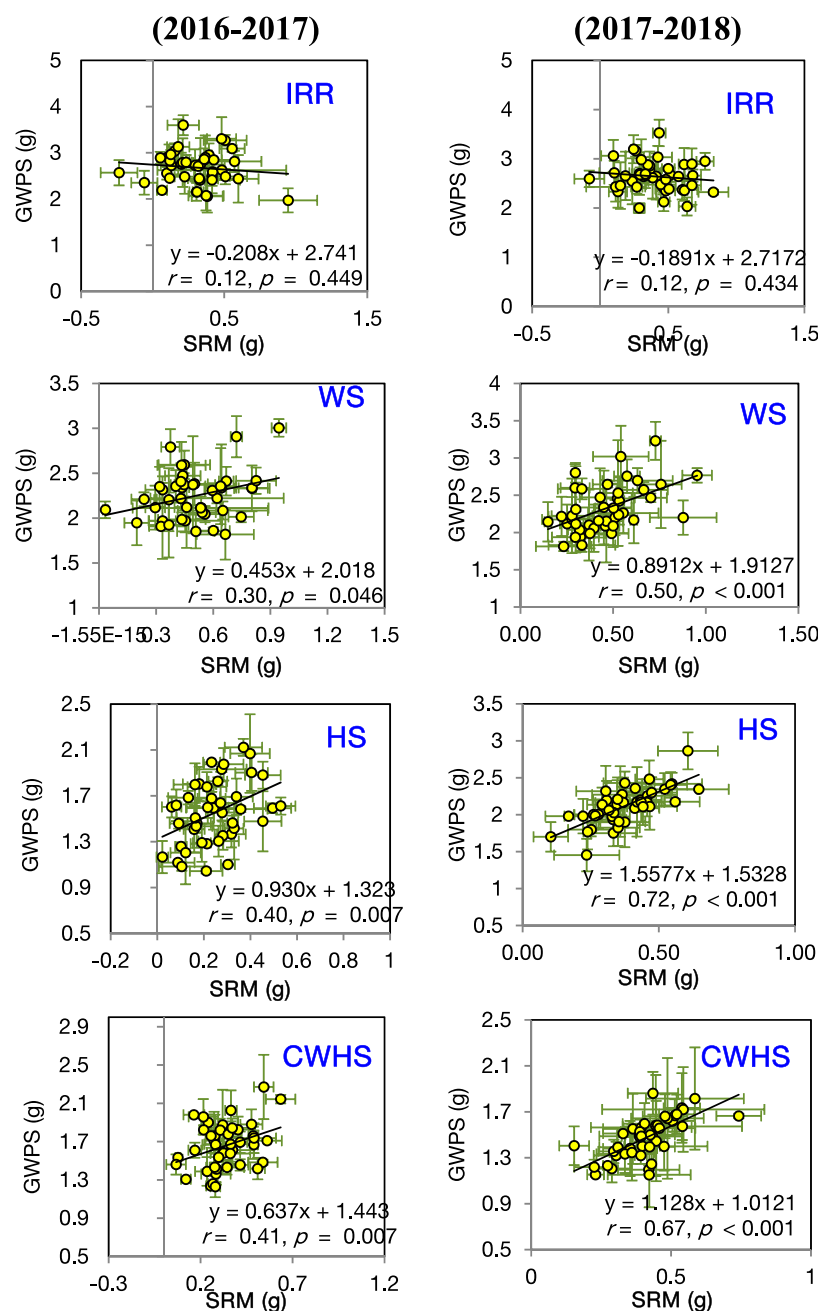 (2016-2017)
(2017-2018)
IRR
GWPS (g)
5
4
3
2
1
0
y = -0.208x + 2.741
r = 0.12, p = 0.449
-0.5
0.5
1.5
SRM (g)
IRR
GWPS (g)
5
4
3
2
1
0
y = -0.1891x + 2.7172
r = 0.12, p = 0.434
-0.5
0.5
1.5
SRM (g)
WS
GWPS (g)
3.5
3
2.5
2
1.5
1
y = 0.453x + 2.018
r = 0.30, p = 0.046
-1.55E-15
0.3
0.6
0.9
1.2
1.5
SRM (g)
WS
GWPS (g)
4
3.5
3
2.5
2
1.5
1
y = 0.8912x + 1.9127
r = 0.50, p < 0.001
0.00
0.50
1.00
1.50
SRM (g)
HS
GWPS (g)
2.5
2.1
1.7
1.3
0.9
0.5
y = 0.930x + 1.323
r = 0.40, p = 0.007
-0.2
0
0.2
0.4
0.6
0.8
1
SRM (g)
HS
GWPS (g)
3.5
3
2.5
2
1.5
1
0.5
y = 1.5577x + 1.5328
r = 0.72, p < 0.001
0.00
0.50
1.00
SRM (g)
CWHS
GWPS (g)
2.9
2.5
2.1
1.7
1.3
0.9
0.5
y = 0.637x + 1.443
r = 0.41, p = 0.007
-0.3
0.2
0.7
1.2
SRM (g)
CWHS
GWPS (g)
2.5
2.1
1.7
1.3
0.9
0.5
y = 1.128x + 1.0121
r = 0.67, p < 0.001
0
0.5
1
SRM (g)